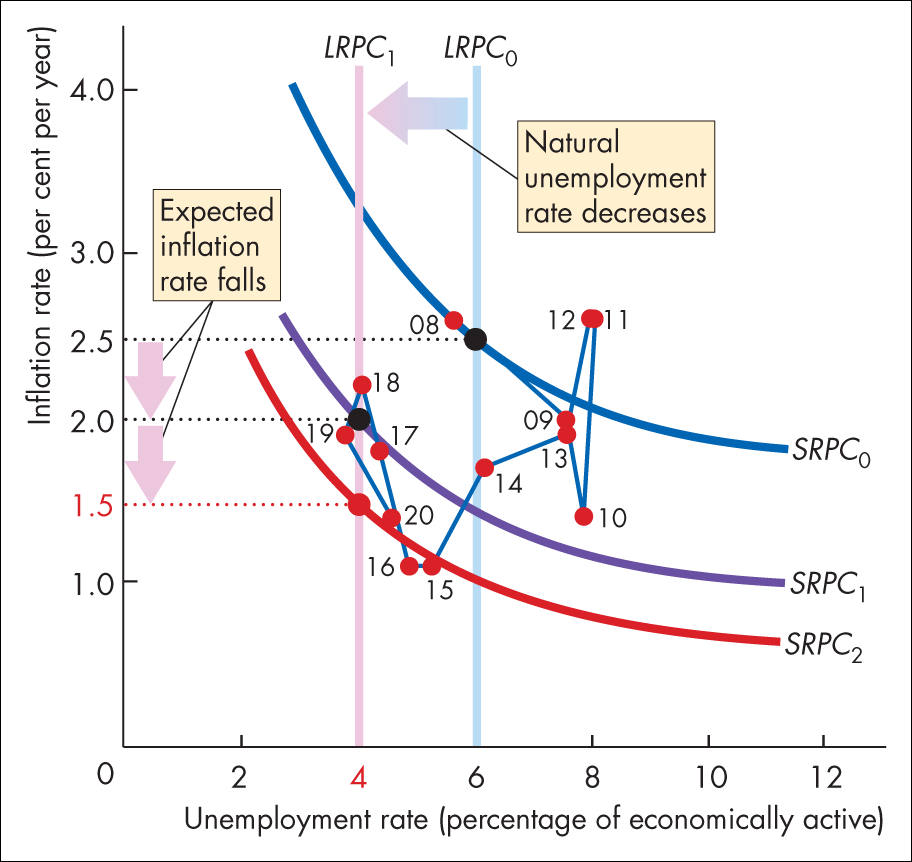 Inflation rate (per cent per year)
LRPC₁
LRPC₀
4.0
3.0
2.5
2.0
1.5
1.0
0
Natural
unemployment
rate decreases
Expected
inflation
rate falls
08
12
11
18
19
17
09
13
14
20
10
16
15
SRPC₀
SRPC₁
SRPC₂
2
4
6
8
10
12
Unemployment rate (percentage of economically active)